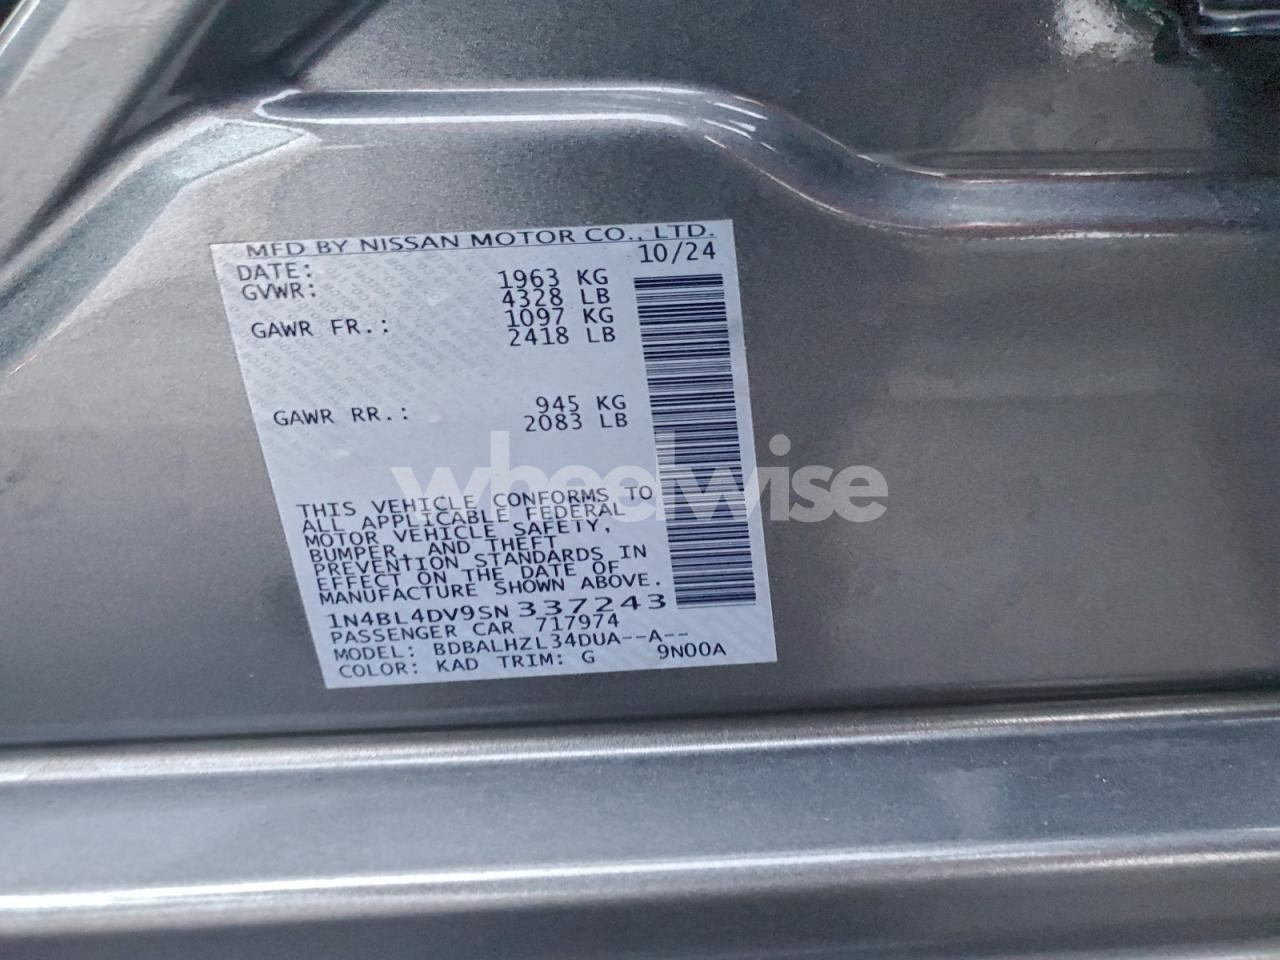 MFD BY NISSAN MOTOR CO., LTD.
DATE: 10/24
GVWR: 1963 KG
4328 LB
GAWR FR.: 1097 KG
2418 LB
GAWR RR.: 945 KG
2083 LB
THIS VEHICLE CONFORMS TO
ALL APPLICABLE FEDERAL
MOTOR VEHICLE SAFETY,
BUMPER, AND THEFT
PREVENTION STANDARDS IN
EFFECT ON THE DATE OF
MANUFACTURE SHOWN ABOVE.
1N4BL4DV9SN337243
PASSENGER CAR 717974
MODEL: BDBALHZL34DUA--A--
COLOR: KAD TRIM: G 9N00A
wheelwise